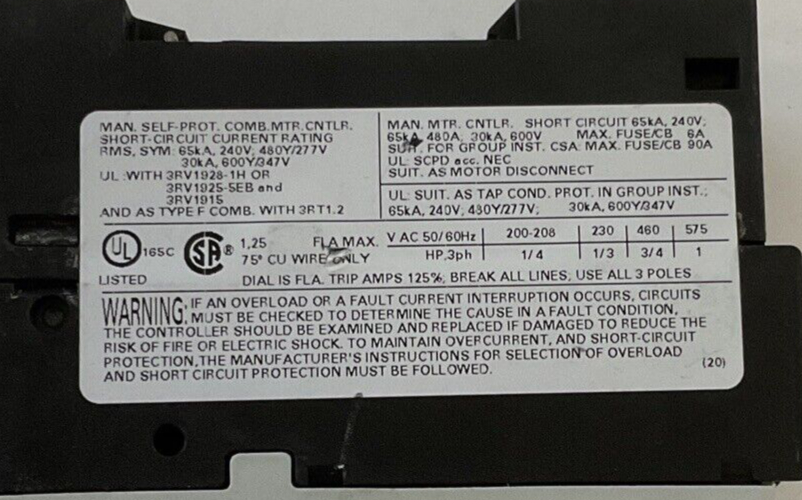 MAN. SELF-PROT. COMB.MTR.CNTLR.
SHORT-CIRCUIT CURRENT RATING
RMS, SYM: 65kA, 240V, 480Y/277V
30kA, 600Y/347V
UL :WITH 3RV1928-1H OR
3RV1925-5EB and
3RV1915
AND AS TYPE F COMB. WITH 3RT1.2
MAN. MTR. CNTLR. SHORT CIRCUIT 65kA, 240V;
65kA, 480A; 30kA, 600V MAX. FUSE/CB 6A
SUIT. FOR GROUP INST. CSA: MAX. FUSE/CB 90A
UL: SCPD acc. NEC
SUIT. AS MOTOR DISCONNECT
UL: SUIT. AS TAP COND. PROT. IN GROUP INST.;
65kA, 240V, 480Y/277V; 30kA, 600Y/347V
UL 165C
LISTED
SA ®
1,25 FLA MAX.
75° CU WIRE ONLY
V AC 50/60Hz 200-208 230 460 575
HP.3ph 1/4 1/3 3/4 1
DIAL IS FLA. TRIP AMPS 125%; BREAK ALL LINES; USE ALL 3 POLES
WARNING: IF AN OVERLOAD OR A FAULT CURRENT INTERRUPTION OCCURS, CIRCUITS
MUST BE CHECKED TO DETERMINE THE CAUSE IN A FAULT CONDITION,
THE CONTROLLER SHOULD BE EXAMINED AND REPLACED IF DAMAGED TO REDUCE THE
RISK OF FIRE OR ELECTRIC SHOCK. TO MAINTAIN OVERCURRENT, AND SHORT-CIRCUIT
PROTECTION,THE MANUFACTURER'S INSTRUCTIONS FOR SELECTION OF OVERLOAD
AND SHORT CIRCUIT PROTECTION MUST BE FOLLOWED.
(20)